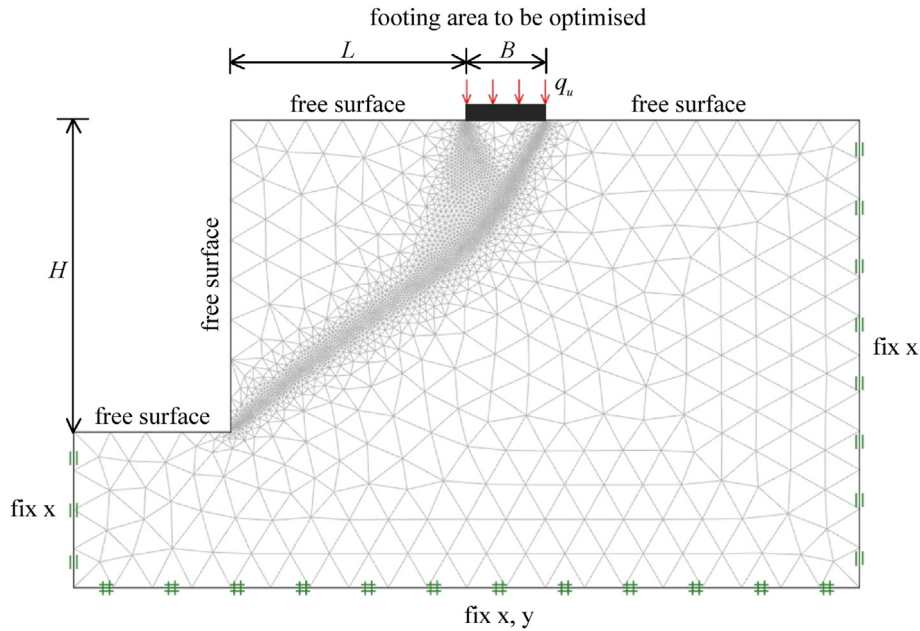 footing area to be optimised
L
B
q_u
free surface
free surface
H
free surface
fix x
free surface
fix x
fix x, y